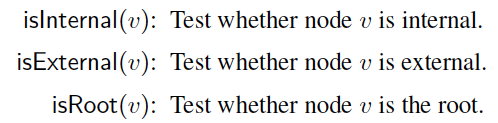 isInternal(v): Test whether node v is internal.
isExternal(v): Test whether node v is external.
isRoot(v): Test whether node v is the root.